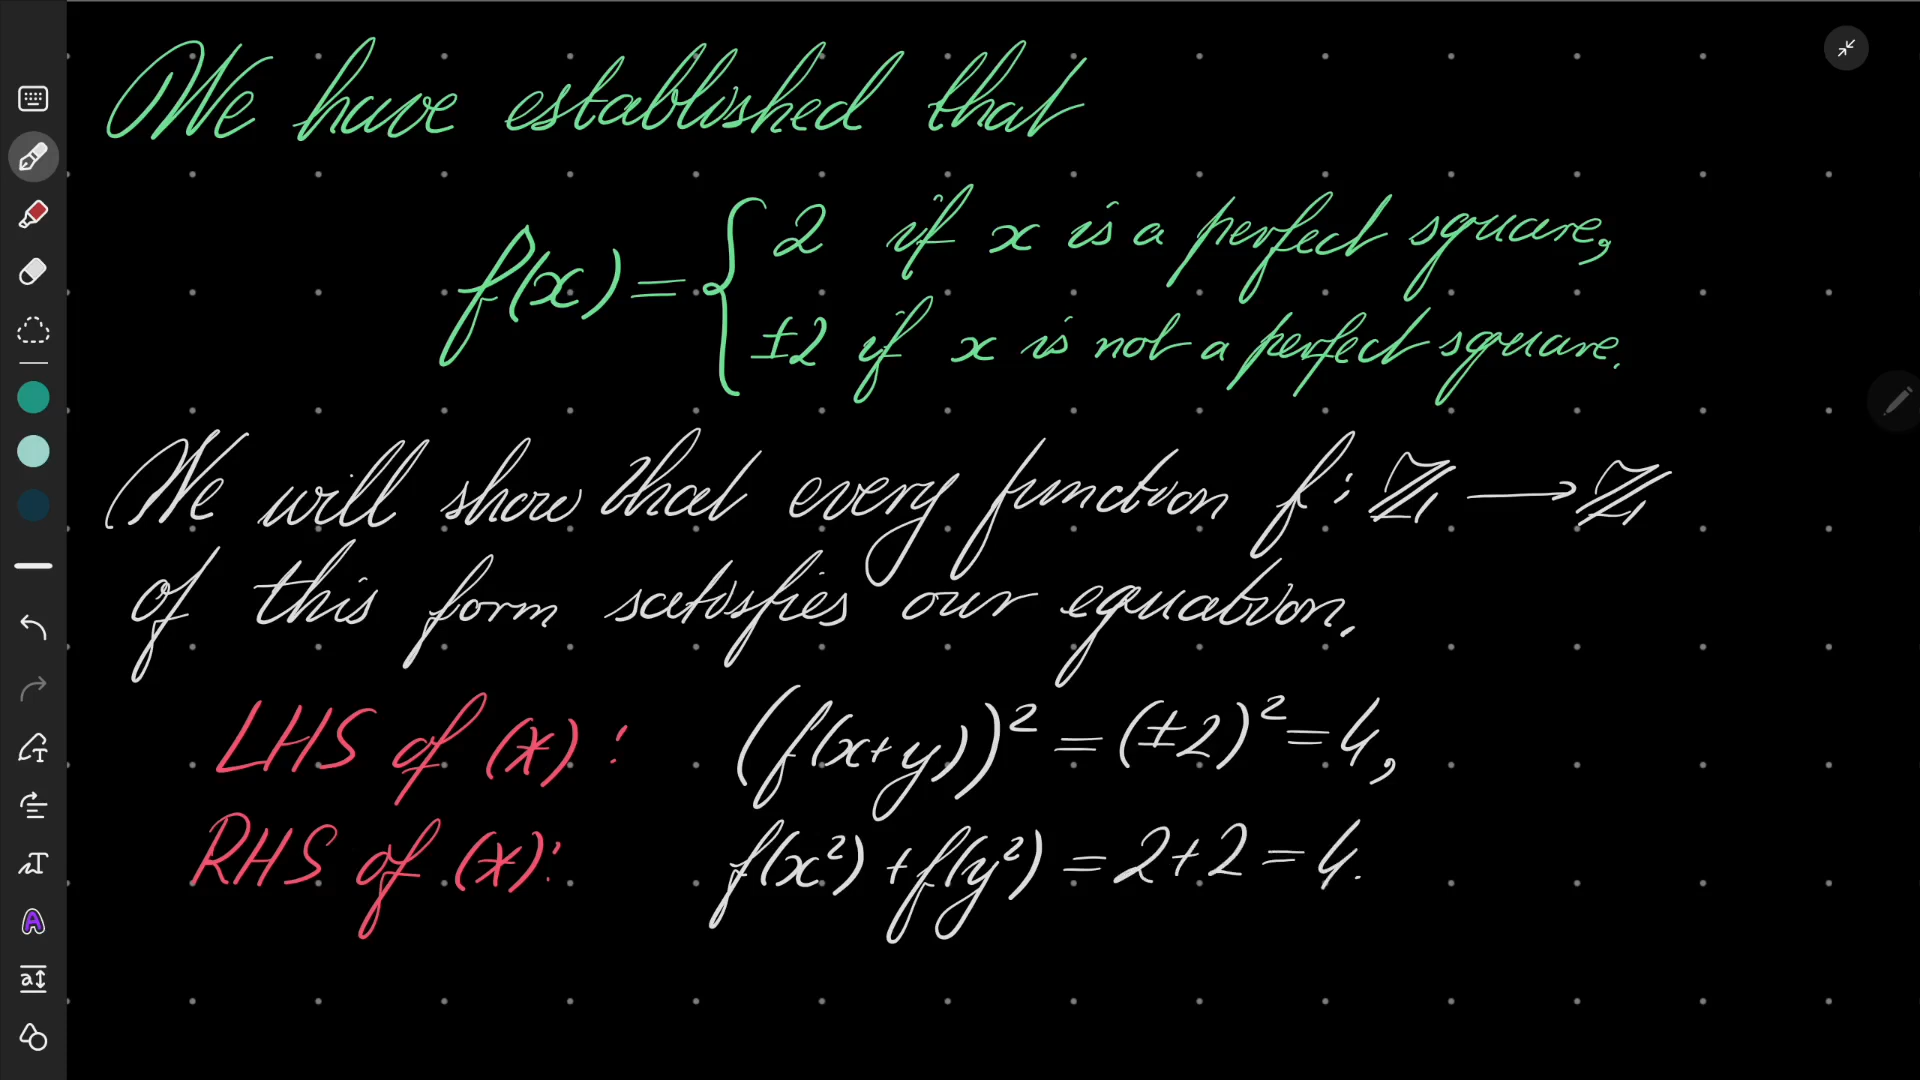 We have established that
f(x) = { 2 if x is a perfect square,
±2 if x is not a perfect square.
We will show that every function f: ℤ → ℤ
of this form satisfies our equation.
LHS of (*): (f(x+y))² = (±2)² = 4,
RHS of (*): f(x²) + f(y²) = 2+2 = 4.